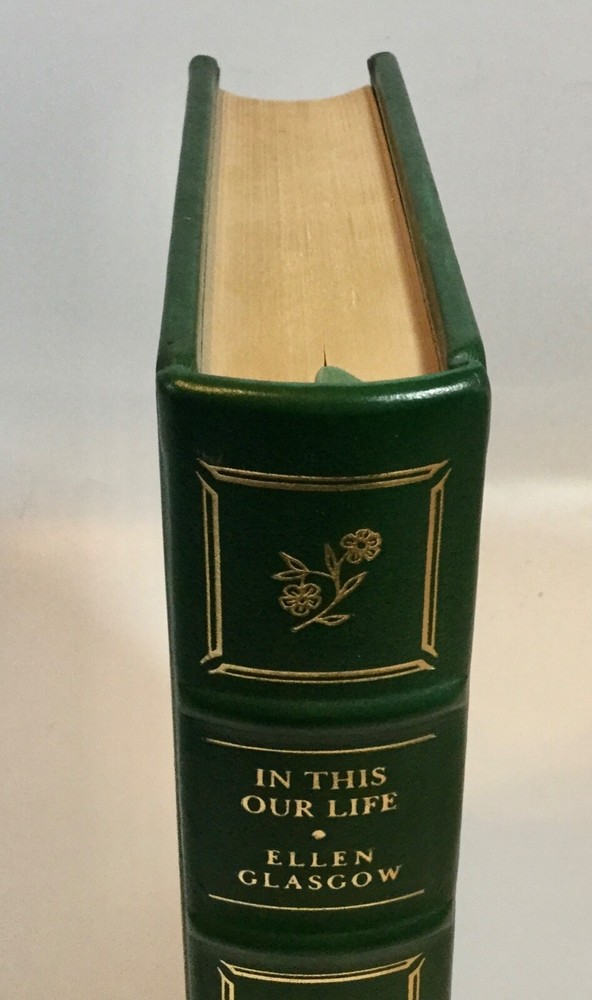 IN THIS
OUR LIFE
•
ELLEN
GLASGOW